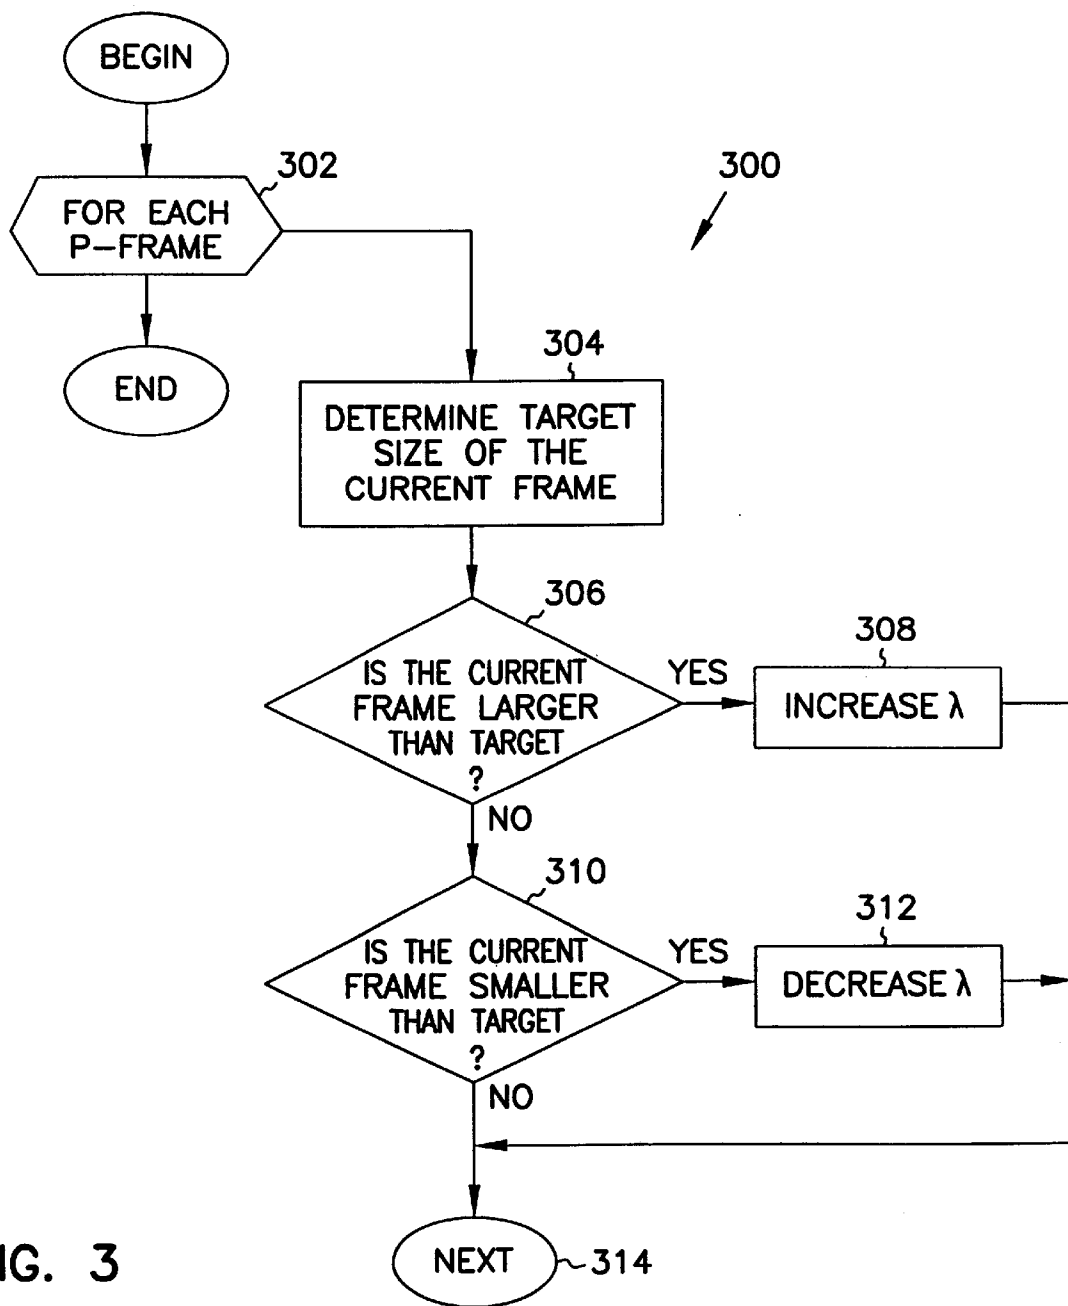 BEGIN
302
FOR EACH
P-FRAME
300
END
304
DETERMINE TARGET
SIZE OF THE
CURRENT FRAME
306
IS THE CURRENT
FRAME LARGER
THAN TARGET
?
YES
308
INCREASE λ
NO
310
IS THE CURRENT
FRAME SMALLER
THAN TARGET
?
YES
312
DECREASE λ
NO
NEXT
314
IG. 3